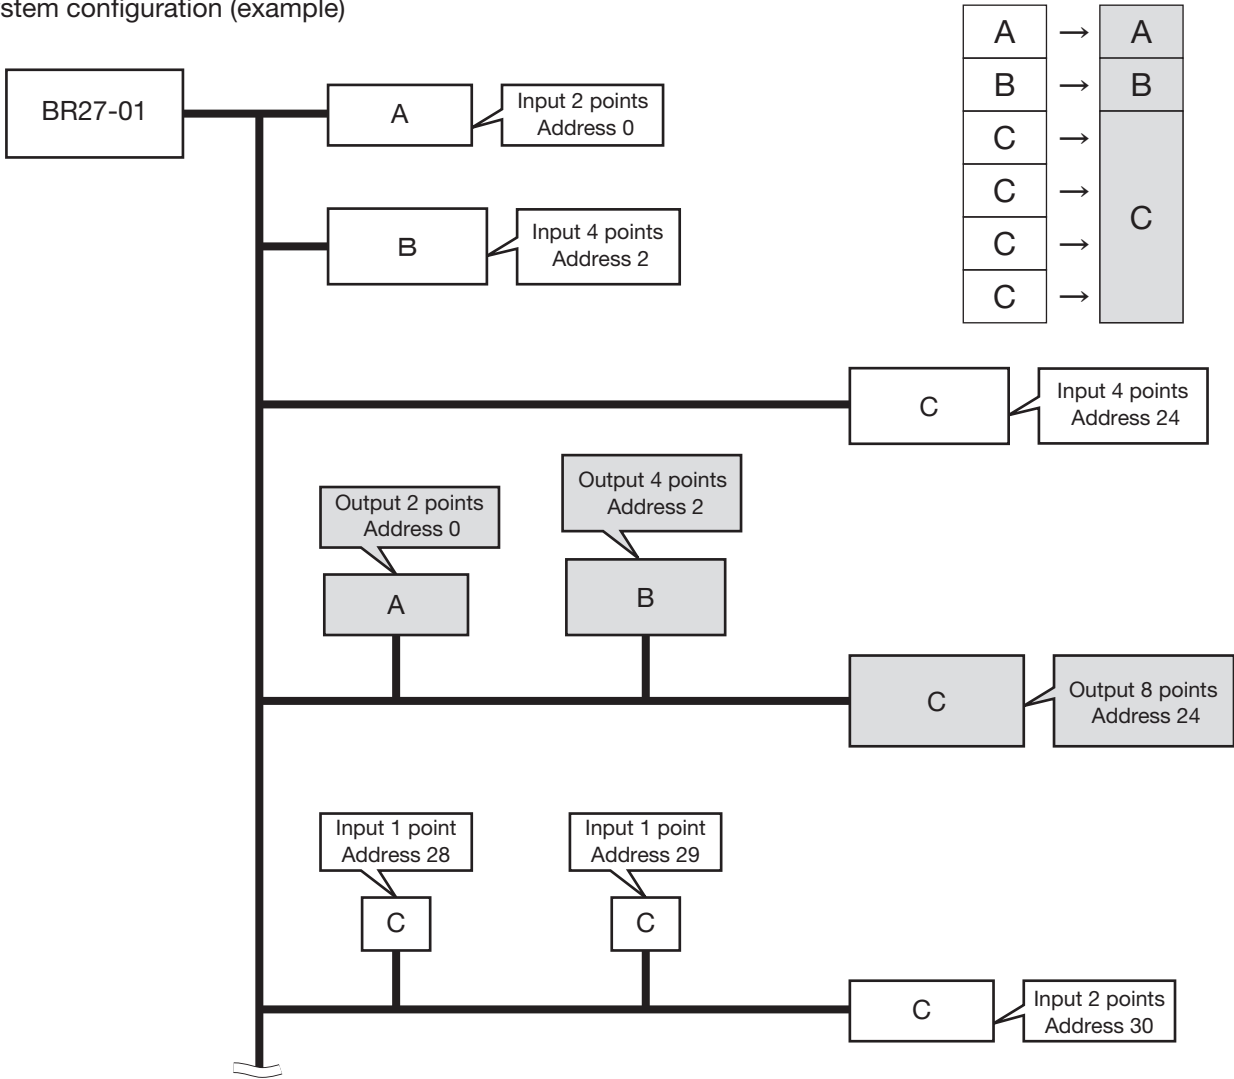 stem configuration (example)
A → A
B → B
C →
C →
C →
C →
C
BR27-01
A
Input 2 points
Address 0
B
Input 4 points
Address 2
C
Input 4 points
Address 24
Output 2 points
Address 0
A
Output 4 points
Address 2
B
C
Output 8 points
Address 24
Input 1 point
Address 28
C
Input 1 point
Address 29
C
C
Input 2 points
Address 30